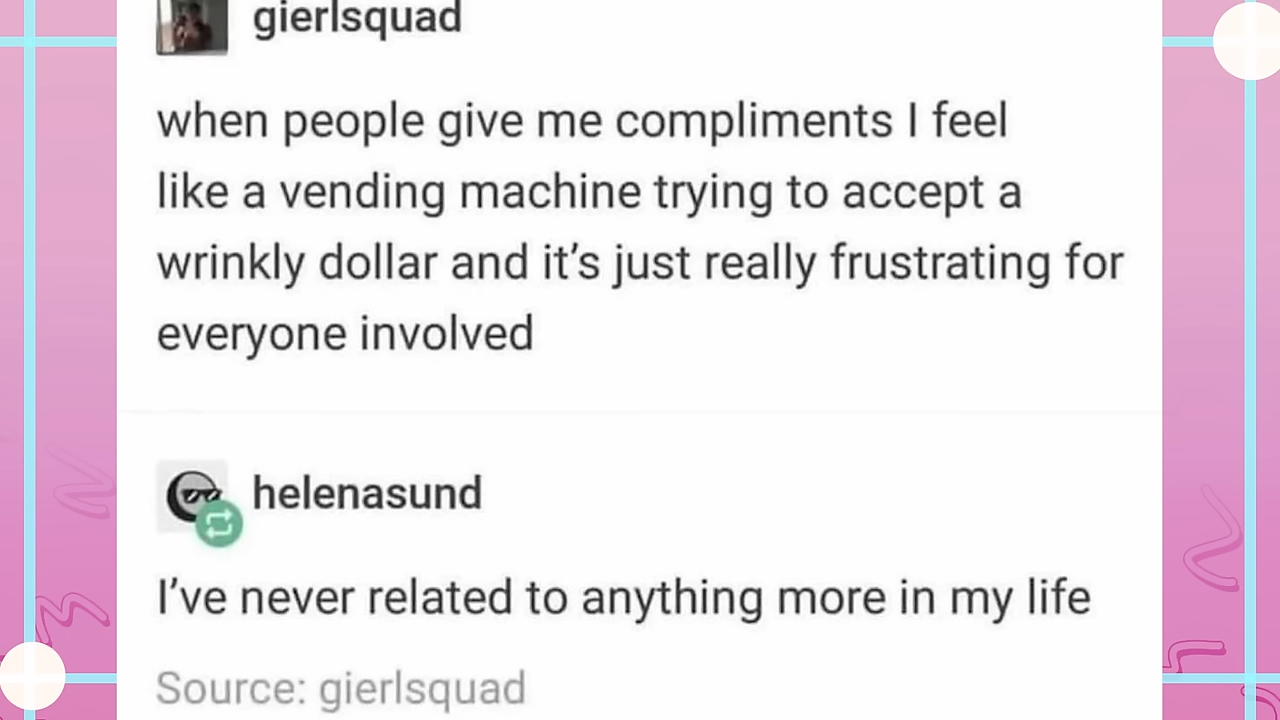 gierlsquad
when people give me compliments I feel
like a vending machine trying to accept a
wrinkly dollar and it's just really frustrating for
everyone involved
helenasund
I've never related to anything more in my life
Source: gierlsquad